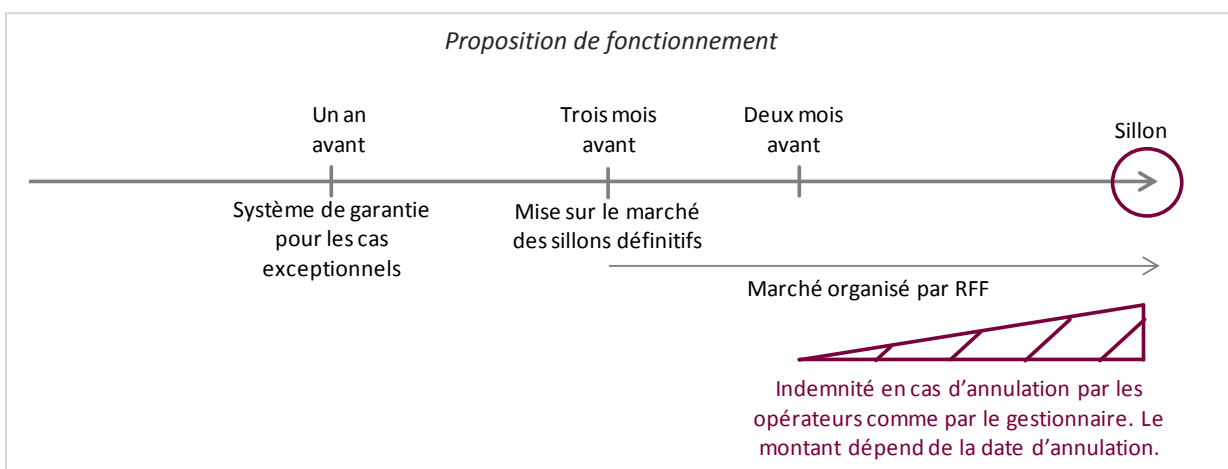 Proposition de fonctionnement
Un an
avant
Trois mois
avant
Deux mois
avant
Sillon
Système de garantie
pour les cas
exceptionnels
Mise sur le marché
des sillons définitifs
Marché organisé par RFF
Indemnité en cas d'annulation par les
opérateurs comme par le gestionnaire. Le
montant dépend de la date d'annulation.